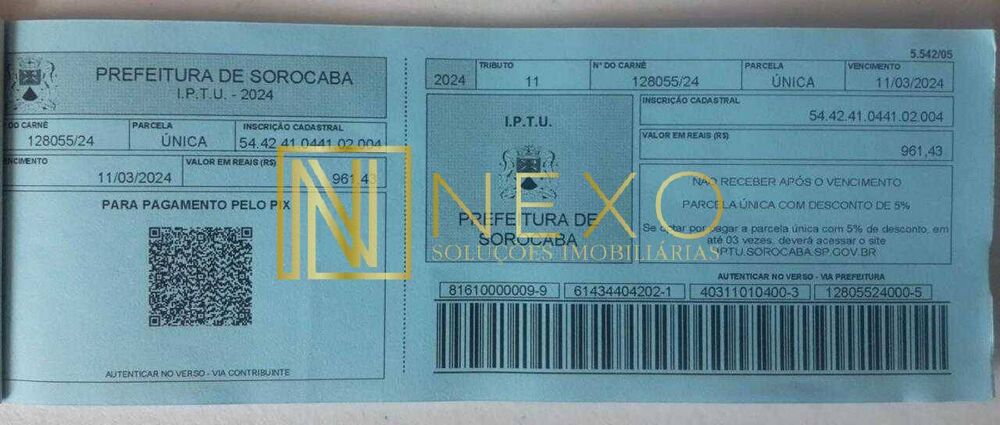 PREFEITURA DE SOROCABA
I.P.T.U. - 2024
DO CARNÊ PARCELA INSCRIÇÃO CADASTRAL
128055/24 ÚNICA 54.42.41.0441.02.004
VENCIMENTO VALOR EM REAIS (R$)
11/03/2024 961,43
PARA PAGAMENTO PELO PIX
AUTENTICAR NO VERSO - VIA CONTRIBUINTE
5.542/05
2024 TRIBUTO Nº DO CARNÊ PARCELA VENCIMENTO
11 128055/24 ÚNICA 11/03/2024
I.P.T.U.
PREFEITURA DE
SOROCABA
INSCRIÇÃO CADASTRAL
54.42.41.0441.02.004
VALOR EM REAIS (R$)
961,43
NÃO RECEBER APÓS O VENCIMENTO
PARCELA ÚNICA COM DESCONTO DE 5%
Se optar por pagar a parcela única com 5% de desconto, em
até 03 vezes, deverá acessar o site
IPTU.SOROCABA.SP.GOV.BR
AUTENTICAR NO VERSO - VIA PREFEITURA
81610000009-9 61434404202-1 40311010400-3 12805524000-5
NEXO
SOLUÇÕES IMOBILIÁRIAS